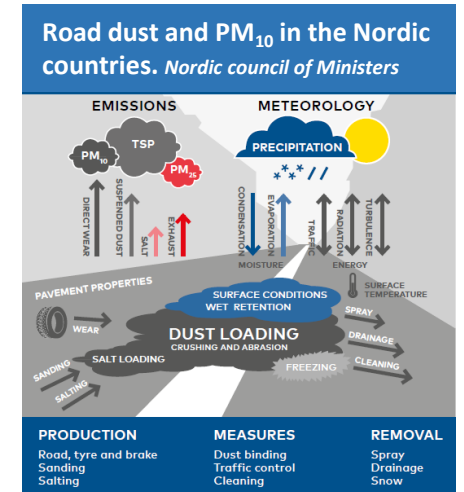 Road dust and PM10 in the Nordic
countries. Nordic council of Ministers
EMISSIONS
METEOROLOGY
PM10
TSP
PM25
PRECIPITATION
DIRECT WEAR
SUSPENDED DUST
SALT
EXHAUST
CONDENSATION
EVAPORATION
MOISTURE
TRAFFIC
RADIATION
TURBULENCE
ENERGY
SURFACE
TEMPERATURE
PAVEMENT PROPERTIES
SURFACE CONDITIONS
WET RETENTION
WEAR
DUST LOADING
CRUSHING AND ABRASION
SPRAY
DRAINAGE
CLEANING
SALT LOADING
FREEZING
SANDING
SALTING
PRODUCTION
Road, tyre and brake
Sanding
Salting
MEASURES
Dust binding
Traffic control
Cleaning
REMOVAL
Spray
Drainage
Snow